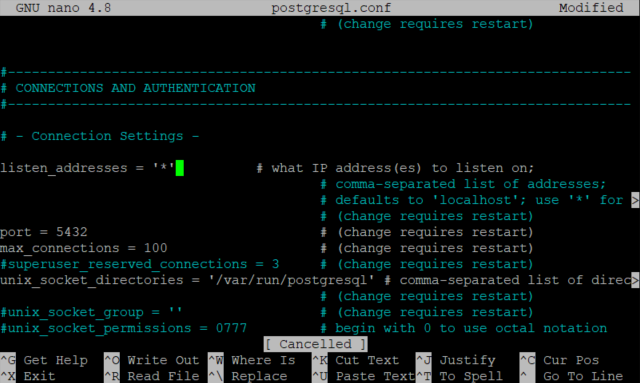 GNU nano 4.8 postgresql.conf Modified
# (change requires restart)
#------------------------------------------------------------------------------
# CONNECTIONS AND AUTHENTICATION
#------------------------------------------------------------------------------
# - Connection Settings -
listen_addresses = '*' # what IP address(es) to listen on;
# comma-separated list of addresses;
# defaults to 'localhost'; use '*' for >
# (change requires restart)
port = 5432 # (change requires restart)
max_connections = 100 # (change requires restart)
#superuser_reserved_connections = 3 # (change requires restart)
unix_socket_directories = '/var/run/postgresql' # comma-separated list of direc>
# (change requires restart)
#unix_socket_group = '' # (change requires restart)
#unix_socket_permissions = 0777 # begin with 0 to use octal notation
[ Cancelled ]
^G Get Help ^O Write Out ^W Where Is ^K Cut Text ^J Justify ^C Cur Pos
^X Exit ^R Read File ^\ Replace ^U Paste Text ^T To Spell ^_ Go To Line